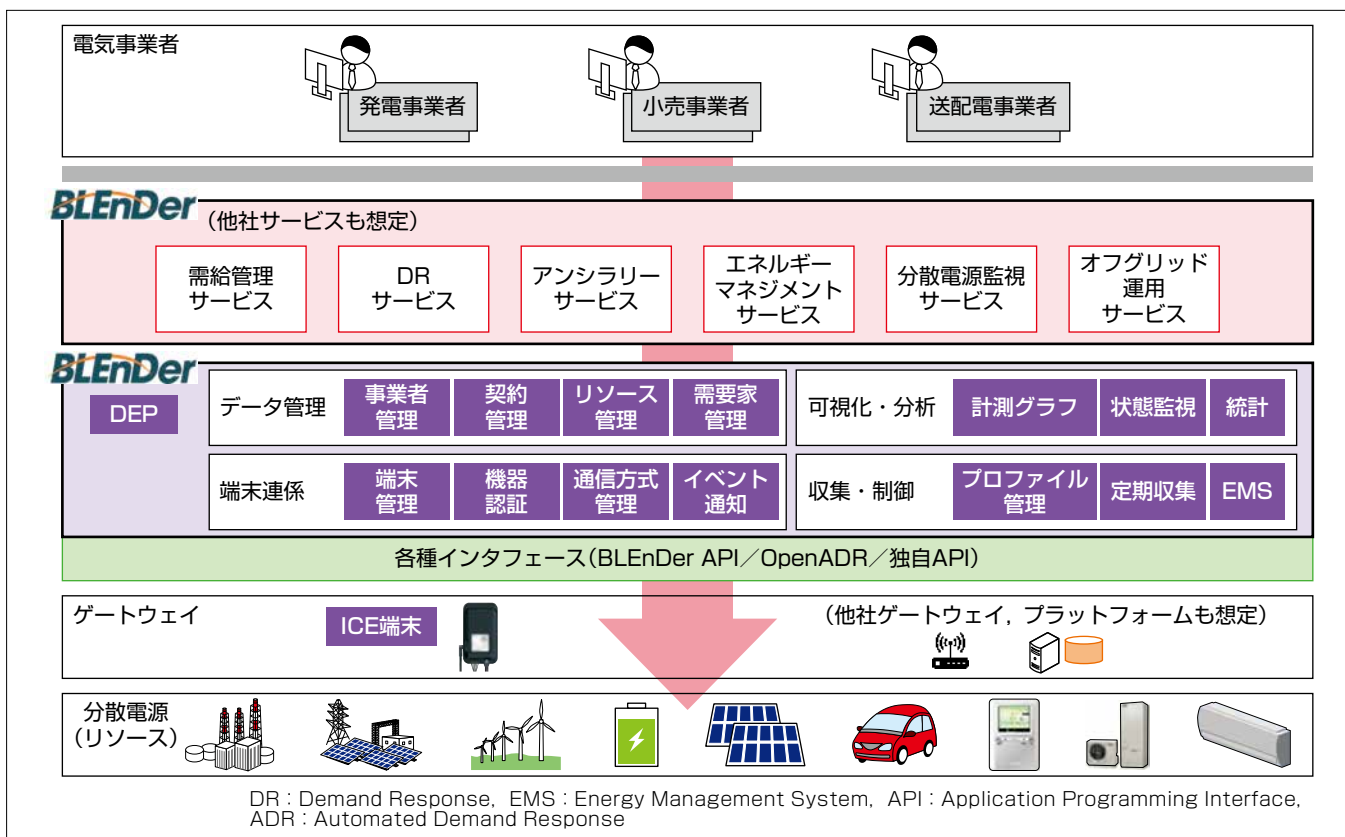 電気事業者
発電事業者
小売事業者
送配電事業者
BLEnDer
(他社サービスも想定)
需給管理
サービス
DR
サービス
アンシラリー
サービス
エネルギー
マネジメント
サービス
分散電源監視
サービス
オフグリッド
運用
サービス
BLEnDer
DEP
データ管理
事業者
管理
契約
管理
リソース
管理
需要家
管理
可視化・分析
計測グラフ
状態監視
統計
端末連係
端末
管理
機器
認証
通信方式
管理
イベント
通知
収集・制御
プロファイル
管理
定期収集
EMS
各種インタフェース(BLEnDer API／OpenADR／独自API)
ゲートウェイ
ICE端末
(他社ゲートウェイ，プラットフォームも想定)
分散電源
(リソース)
DR：Demand Response，EMS：Energy Management System，API：Application Programming Interface，
ADR：Automated Demand Response